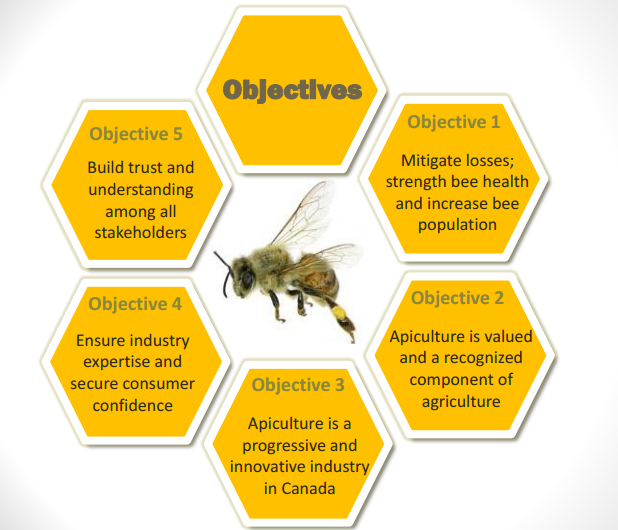 Objectives
Objective 1
Mitigate losses;
strength bee health
and increase bee
population
Objective 2
Apiculture is valued
and a recognized
component of
agriculture
Objective 3
Apiculture is a
progressive and
innovative industry
in Canada
Objective 4
Ensure industry
expertise and
secure consumer
confidence
Objective 5
Build trust and
understanding
among all
stakeholders